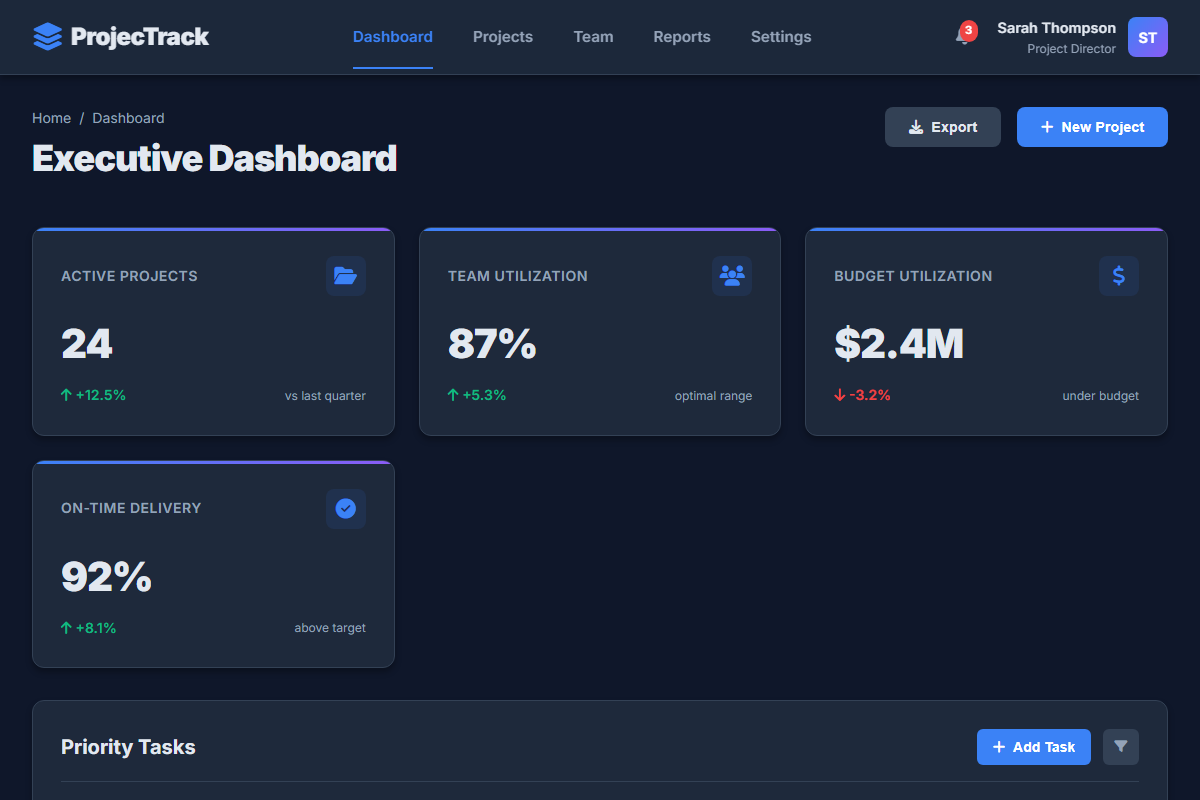 ProjecTrack
Dashboard
Projects
Team
Reports
Settings
3
Sarah Thompson
Project Director
ST
Home / Dashboard
Executive Dashboard
Export
New Project
ACTIVE PROJECTS
24
+12.5%
vs last quarter
TEAM UTILIZATION
87%
+5.3%
optimal range
BUDGET UTILIZATION
$2.4M
-3.2%
under budget
ON-TIME DELIVERY
92%
+8.1%
above target
Priority Tasks
Add Task